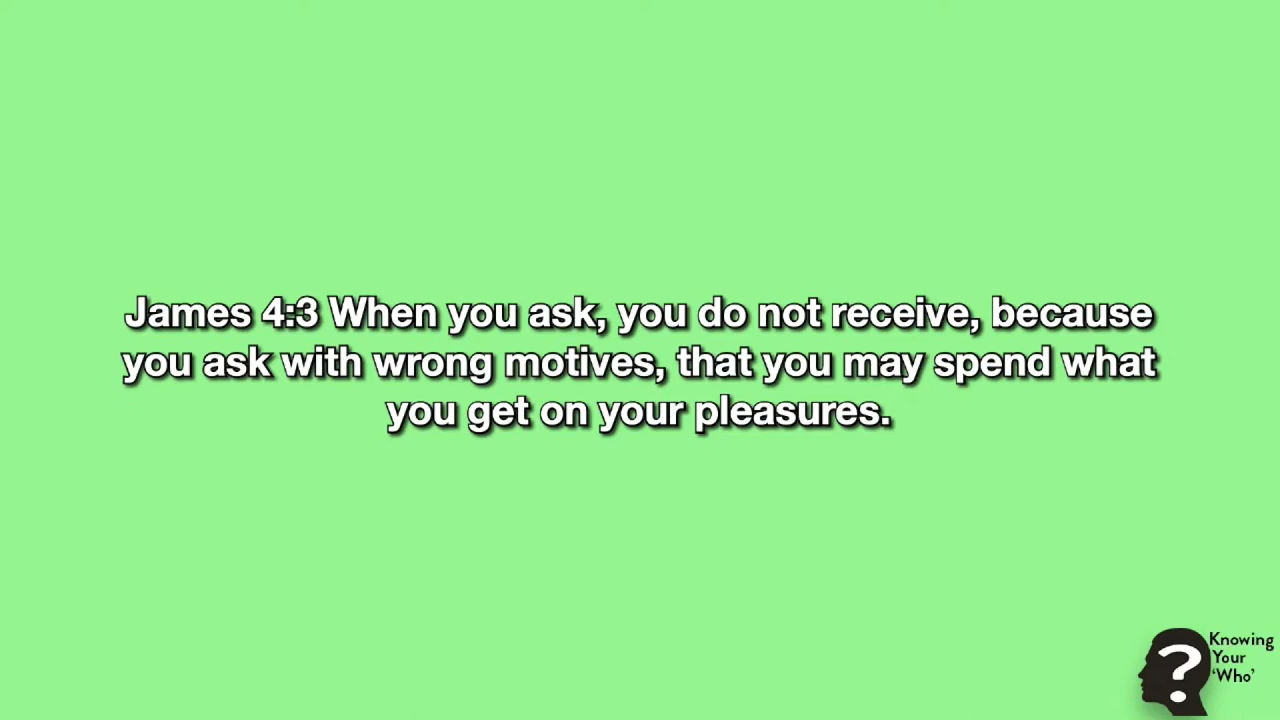 James 4:3 When you ask, you do not receive, because
you ask with wrong motives, that you may spend what
you get on your pleasures.
?
Knowing
Your
‘Who’